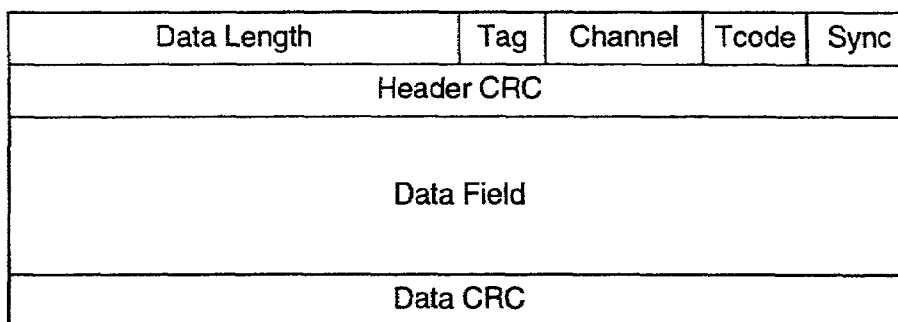 Data Length Tag Channel Tcode Sync
Header CRC
Data Field
Data CRC